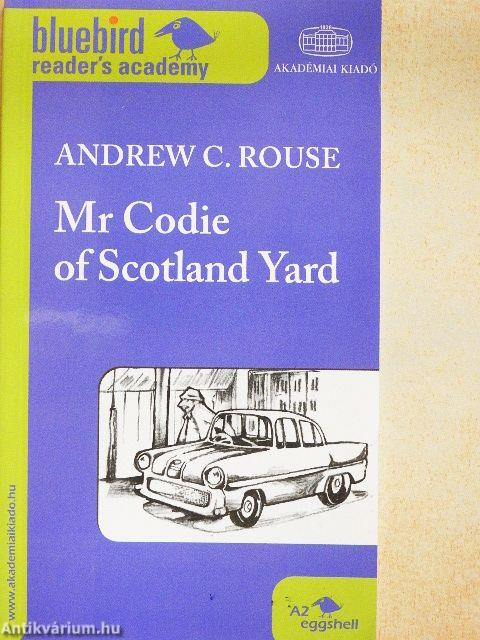 bluebird
reader's academy
1828
AKADÉMIAI KIADÓ
ANDREW C. ROUSE
Mr Codie
of Scotland Yard
www.akademiaikiado.hu
A2
eggshell
Antikvárium.hu